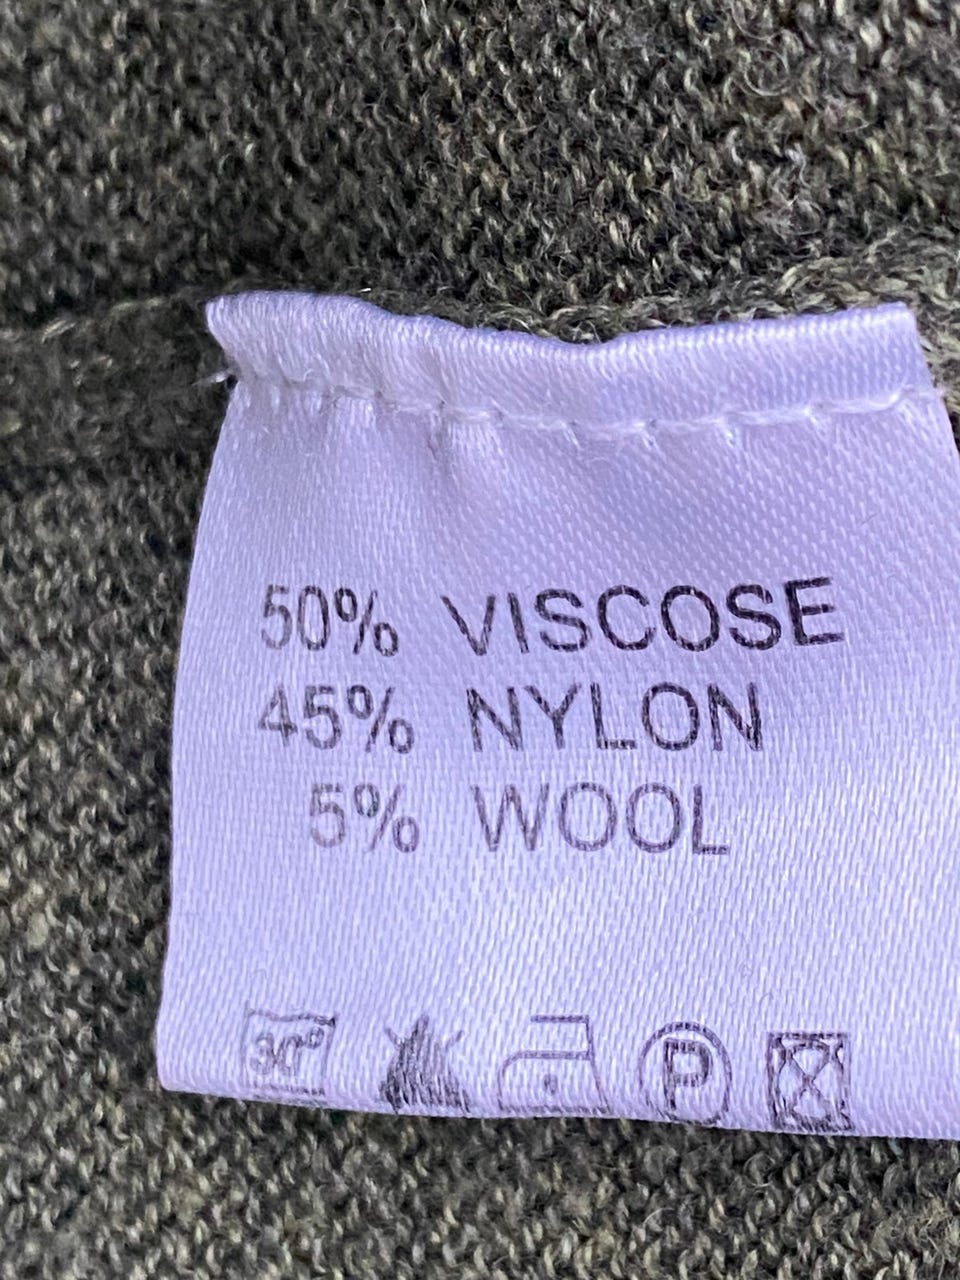 50% VISCOSE
45% NYLON
5% WOOL
30° P